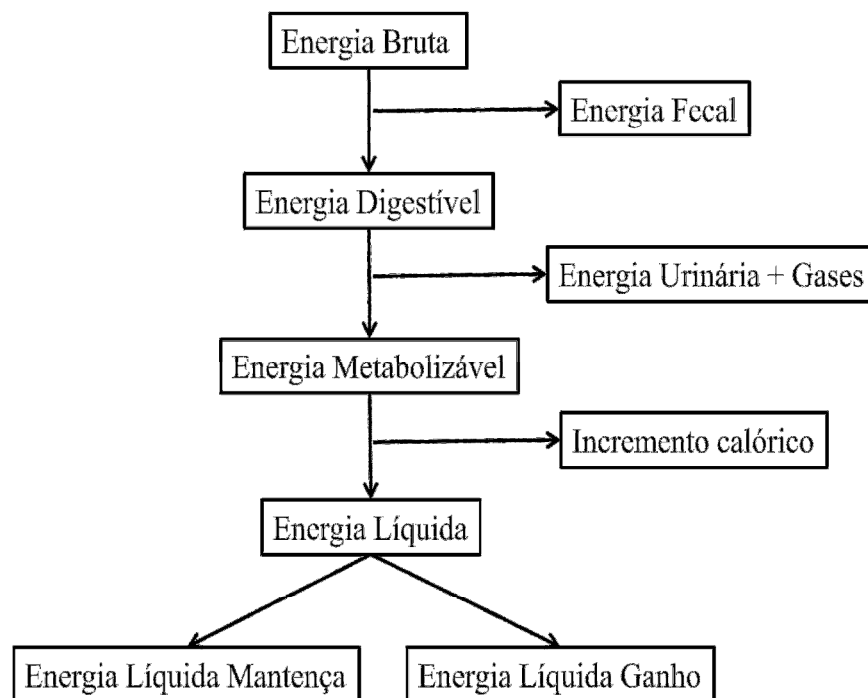 Energia Bruta
Energia Fecal
Energia Digestível
Energia Urinária + Gases
Energia Metabolizável
Incremento calórico
Energia Líquida
Energia Líquida Mantença
Energia Líquida Ganho